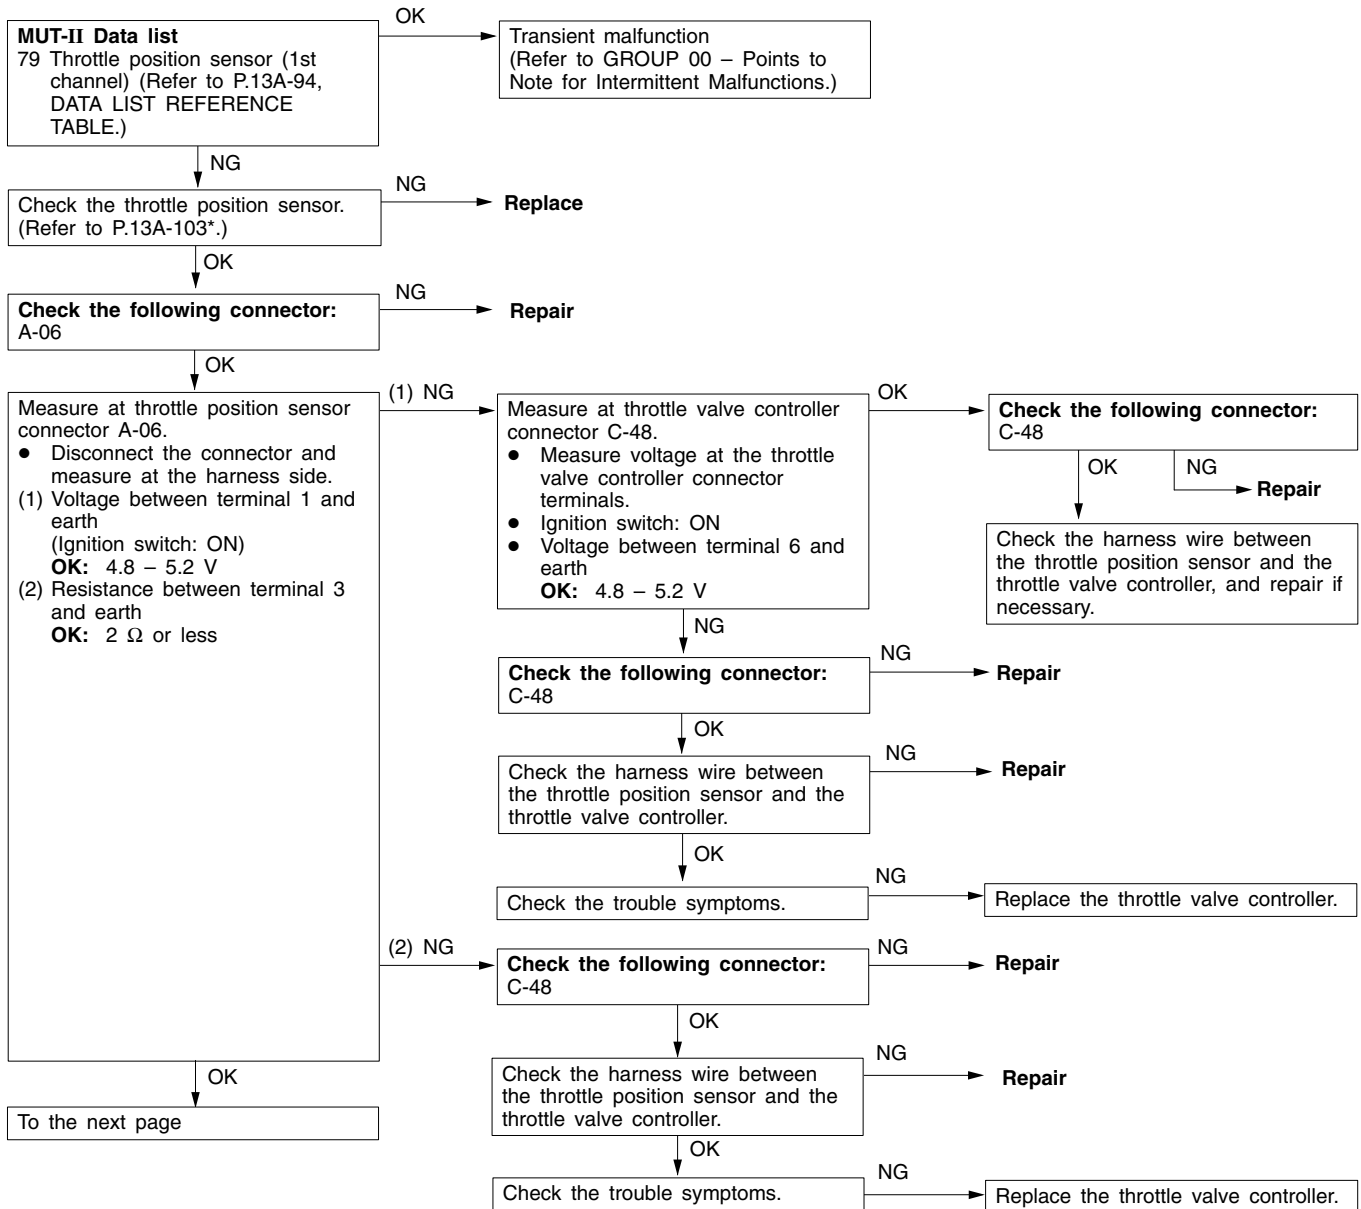 OK
MUT-II Data list
79 Throttle position sensor (1st
channel) (Refer to P.13A-94,
DATA LIST REFERENCE
TABLE.)
Transient malfunction
(Refer to GROUP 00 – Points to
Note for Intermittent Malfunctions.)
NG
Check the throttle position sensor.
(Refer to P.13A-103*.)
NG
Replace
OK
Check the following connector:
A-06
NG
Repair
OK
Measure at throttle position sensor
connector A-06.
● Disconnect the connector and
measure at the harness side.
(1) Voltage between terminal 1 and
earth
(Ignition switch: ON)
OK: 4.8 – 5.2 V
(2) Resistance between terminal 3
and earth
OK: 2 Ω or less
(1) NG
Measure at throttle valve controller
connector C-48.
● Measure voltage at the throttle
valve controller connector
terminals.
● Ignition switch: ON
● Voltage between terminal 6 and
earth
OK: 4.8 – 5.2 V
OK
Check the following connector:
C-48
OK
NG
Repair
Check the harness wire between
the throttle position sensor and the
throttle valve controller, and repair if
necessary.
NG
Check the following connector:
C-48
NG
Repair
OK
Check the harness wire between
the throttle position sensor and the
throttle valve controller.
NG
Repair
OK
Check the trouble symptoms.
NG
Replace the throttle valve controller.
(2) NG
Check the following connector:
C-48
NG
Repair
OK
Check the harness wire between
the throttle position sensor and the
throttle valve controller.
NG
Repair
OK
Check the trouble symptoms.
NG
Replace the throttle valve controller.
OK
To the next page